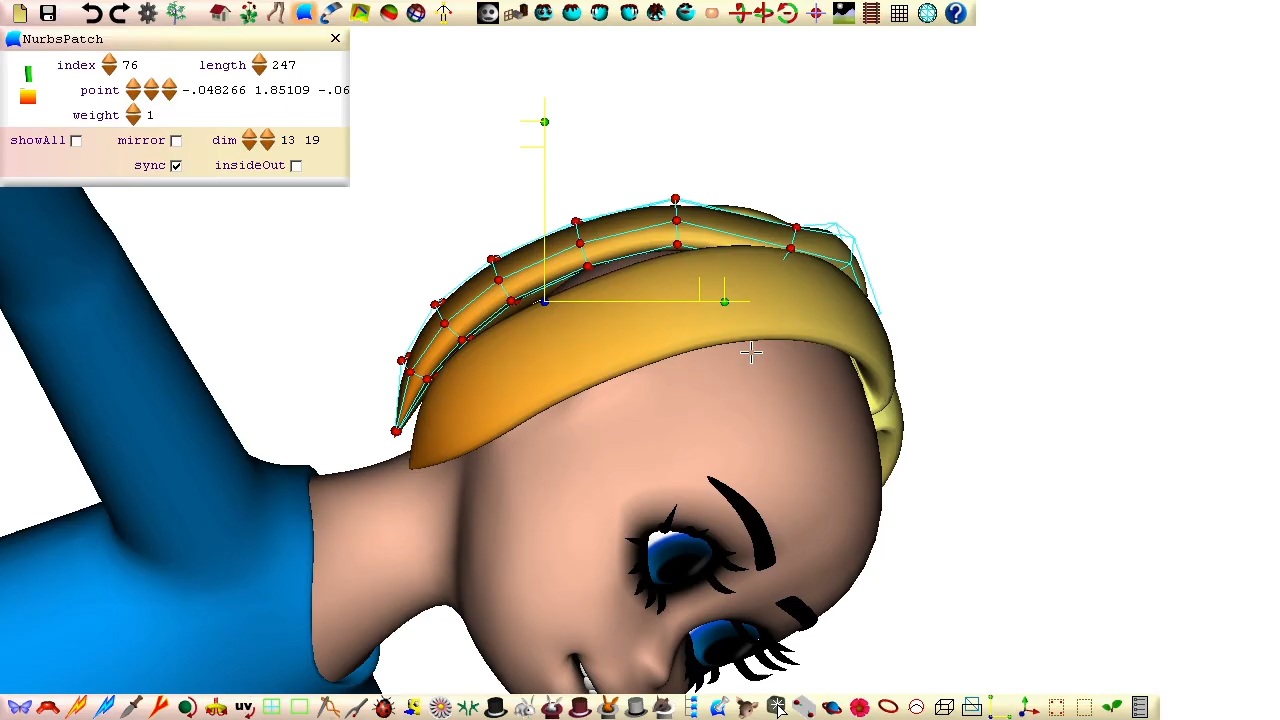 NurbsPatch
index 76 length 247
point -.048266 1.85109 -.06
weight 1
showAll mirror dim 13 19
sync insideOut
uv